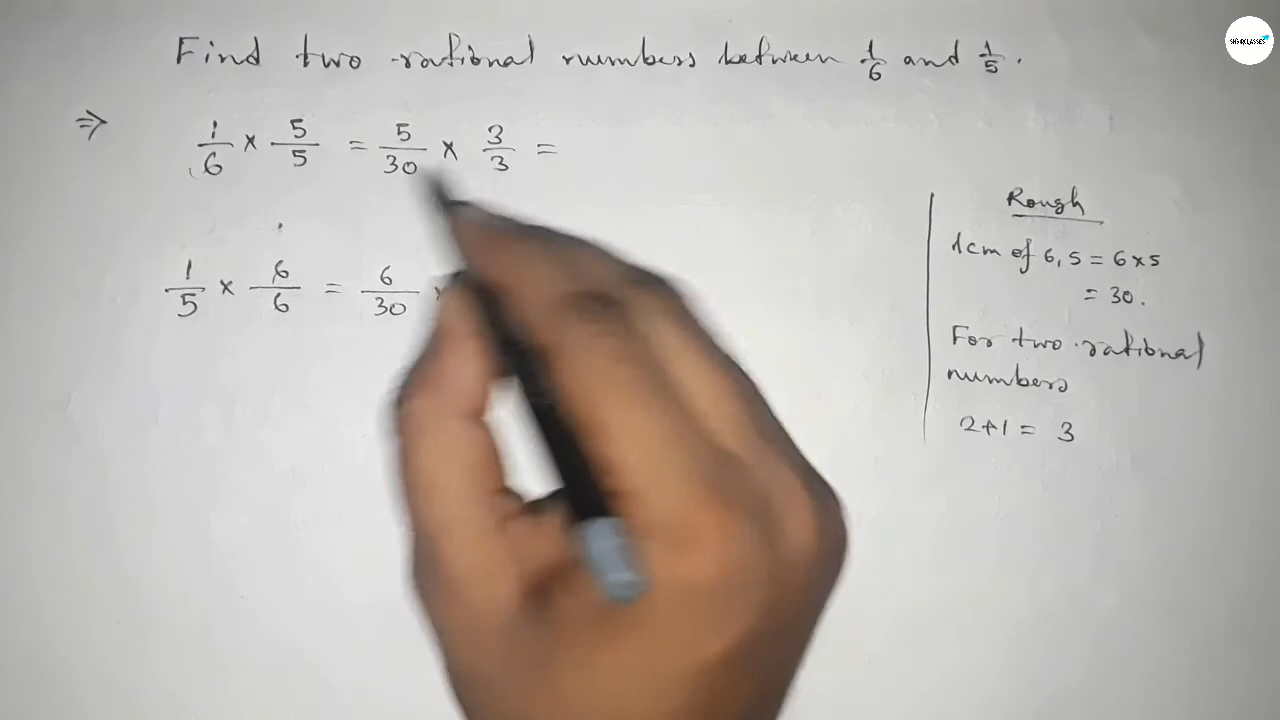 Find two rational numbers between 1/6 and 1/5.
⇒ 1/6 × 5/5 = 5/30 × 3/3 =
1/5 × 6/6 = 6/30 ×
Rough
lcm of 6,5 = 6×5
= 30.
For two rational
numbers
2+1 = 3